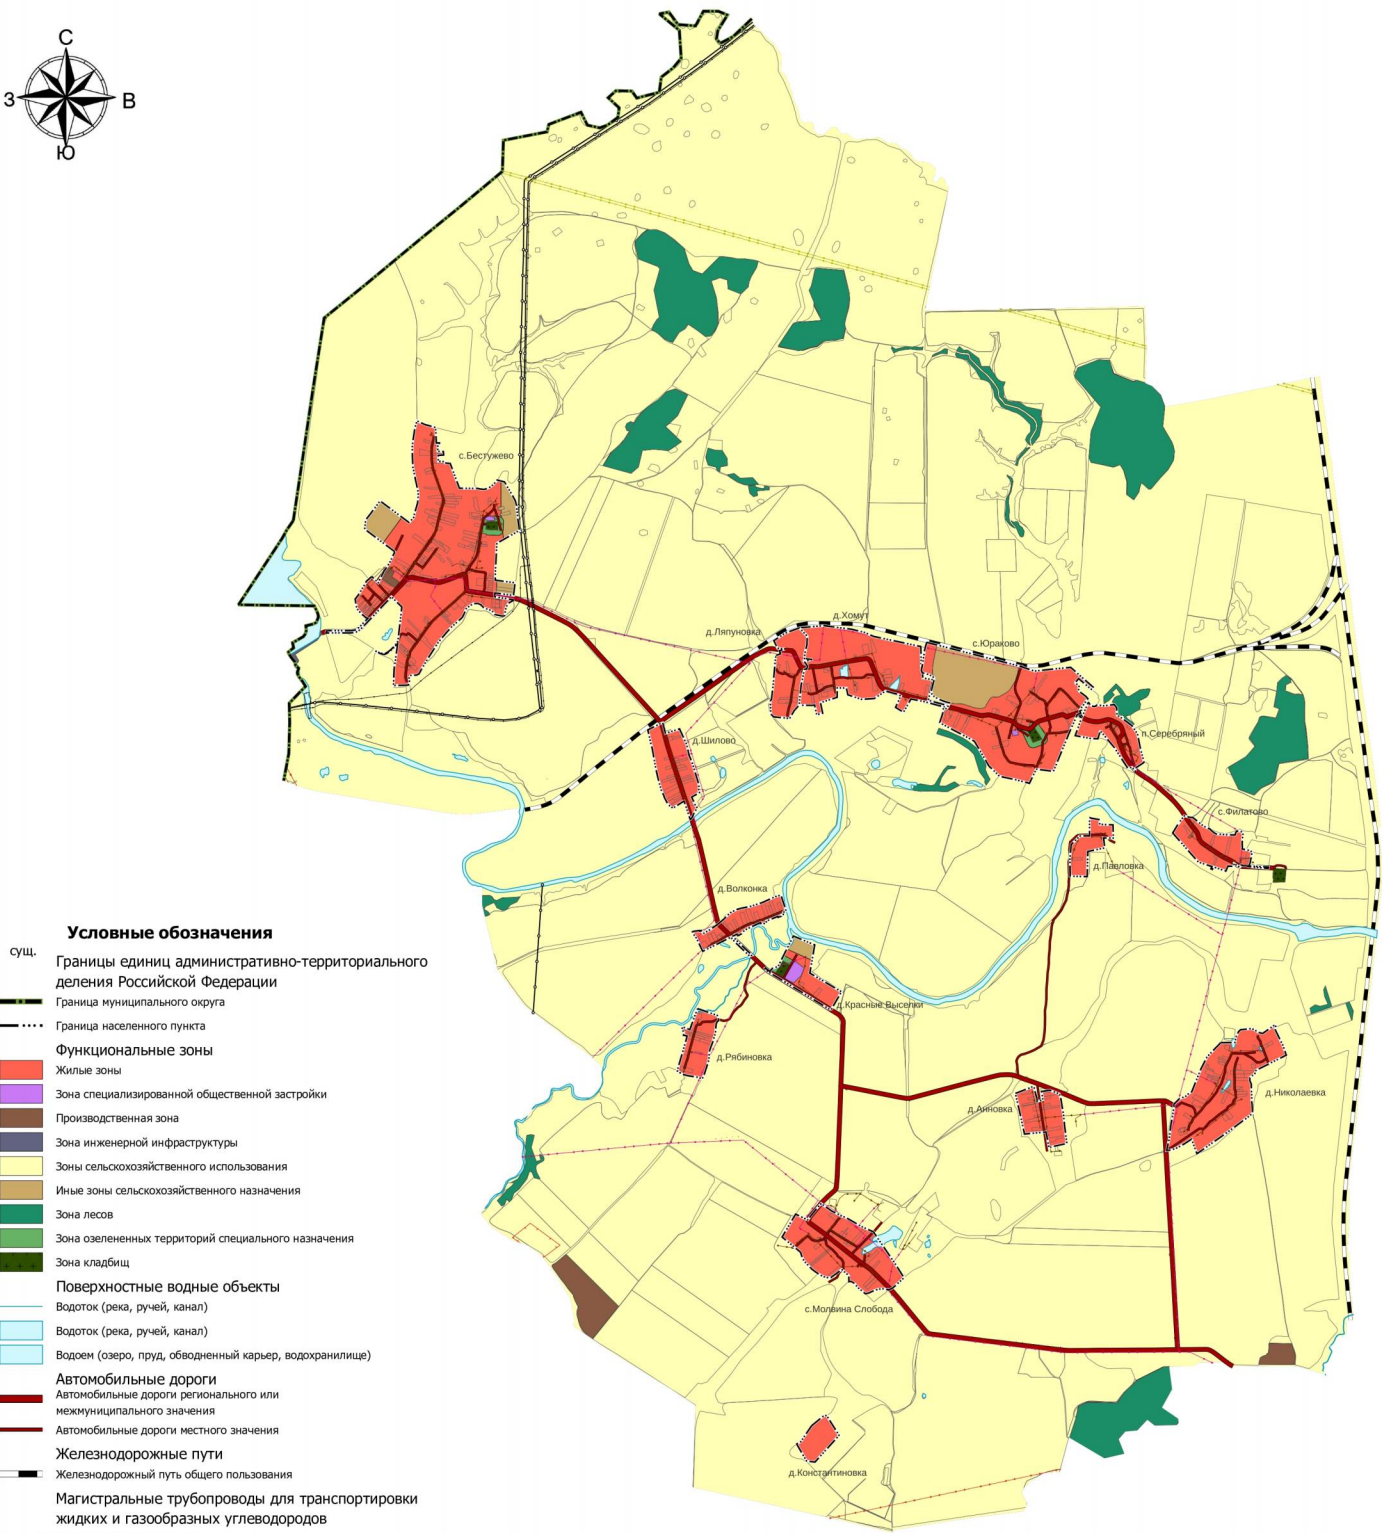 С
З
В
Ю
с.Бестужево
д.Хомут
д.Ляпуновка
с.Юраково
д.Шилово
п.Серебряный
с.Филатово
д.Павловка
д.Волконка
д.Красные Выселки
д.Рябиновка
д.Николаевка
д.Анновка
с.Молвина Слобода
д.Константиновка
Условные обозначения
сущ.
Границы единиц административно-территориального
деления Российской Федерации
Граница муниципального округа
Граница населенного пункта
Функциональные зоны
Жилые зоны
Зона специализированной общественной застройки
Производственная зона
Зона инженерной инфраструктуры
Зоны сельскохозяйственного использования
Иные зоны сельскохозяйственного назначения
Зона лесов
Зона озелененных территорий специального назначения
Зона кладбищ
Поверхностные водные объекты
Водоток (река, ручей, канал)
Водоток (река, ручей, канал)
Водоем (озеро, пруд, обводненный карьер, водохранилище)
Автомобильные дороги
Автомобильные дороги регионального или
межмуниципального значения
Автомобильные дороги местного значения
Железнодорожные пути
Железнодорожный путь общего пользования
Магистральные трубопроводы для транспортировки
жидких и газообразных углеводородов